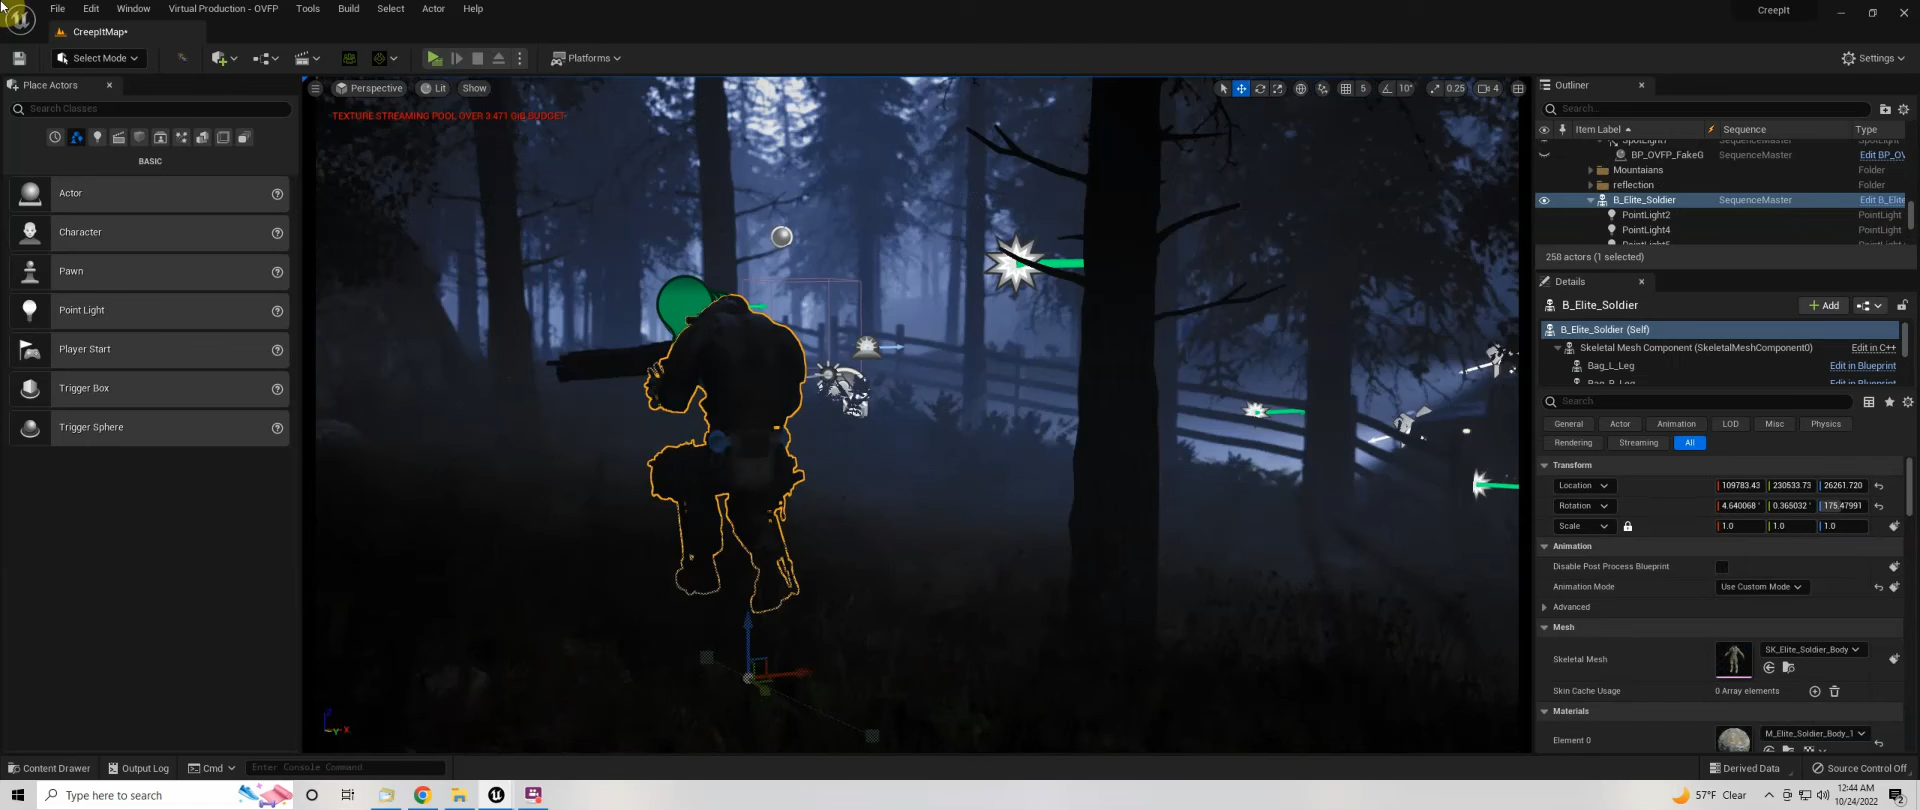 File Edit Window Virtual Production - OVFP Tools Build Select Actor Help
CreepIt
CreepItMap*
Select Mode
Platforms
Settings
Place Actors
Search Classes
BASIC
Actor
Character
Pawn
Point Light
Player Start
Trigger Box
Trigger Sphere
Perspective Lit Show
5 10° 0.25 4
TEXTURE STREAMING POOL OVER 3.471 GiB BUDGET
Outliner
Search...
Item Label Sequence Type
BP_OVFP_FakeG SequenceMaster Edit BP_OV
Mountaians Folder
reflection Folder
B_Elite_Soldier SequenceMaster Edit B_Elite
PointLight2 PointLight
PointLight4 PointLight
258 actors (1 selected)
Details
B_Elite_Soldier
Add
B_Elite_Soldier (Self)
Skeletal Mesh Component (SkeletalMeshComponent0) Edit in C++
Bag_L_Leg Edit in Blueprint
Search
General Actor Animation LOD Misc Physics
Rendering Streaming All
Transform
Location 109783.43 230533.73 26261.720
Rotation 4.640068 ° 0.365032 ° 175.47991
Scale 1.0 1.0 1.0
Animation
Disable Post Process Blueprint
Animation Mode Use Custom Mode
Advanced
Mesh
Skeletal Mesh SK_Elite_Soldier_Body
Skin Cache Usage 0 Array elements
Materials
Element 0 M_Elite_Soldier_Body_1
Z
Y X
Content Drawer Output Log Cmd Enter Console Command
Derived Data Source Control Off
Type here to search
57°F Clear
12:44 AM
10/24/2022
2